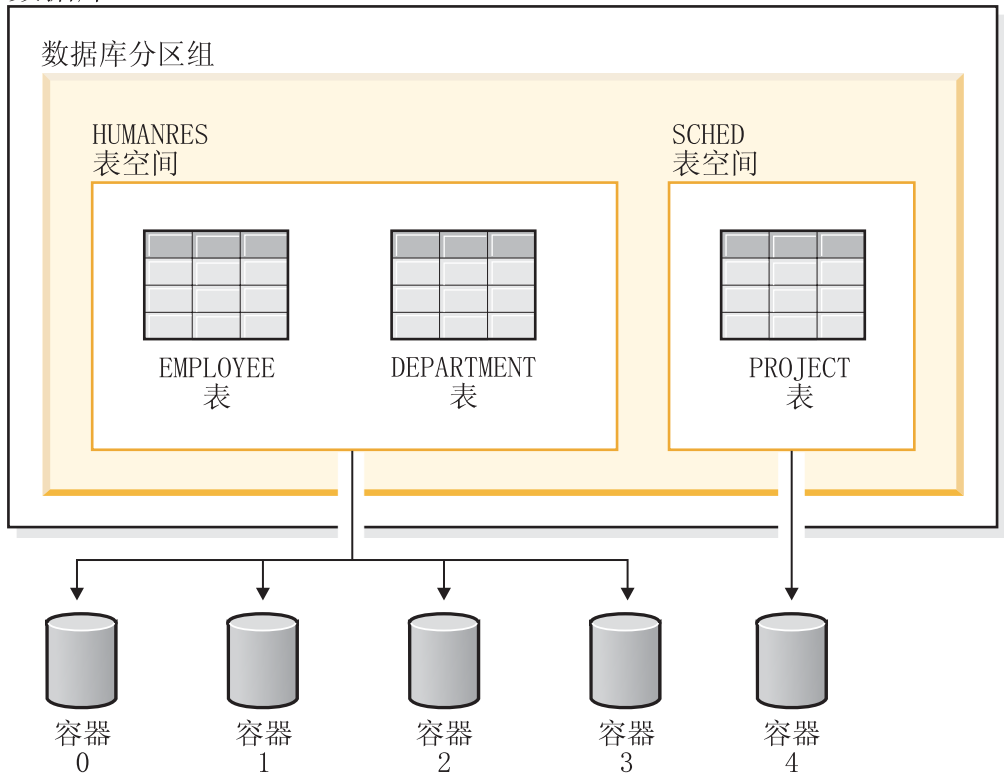 数据库分区组
HUMANRES
表空间
SCHED
表空间
EMPLOYEE
表
DEPARTMENT
表
PROJECT
表
容器
0
容器
1
容器
2
容器
3
容器
4